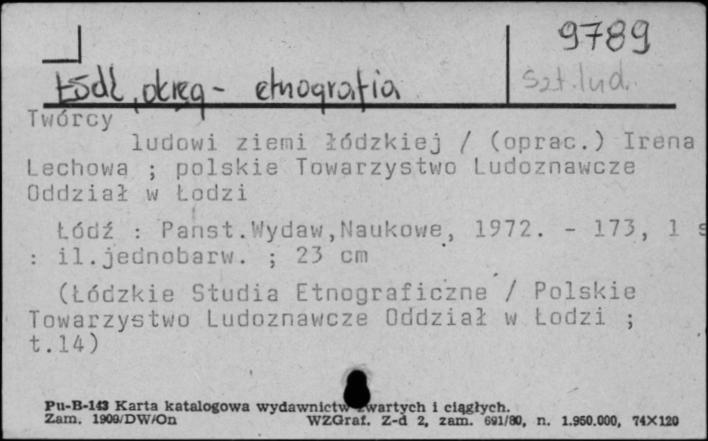 9789
Łódź, okręg - etnografia
szt. lud.
Twórcy
ludowi ziemi łódzkiej / (oprac.) Irena
Lechowa ; polskie Towarzystwo Ludoznawcze
Oddział w Łodzi
Łódź : Panst.Wydaw,Naukowe, 1972. - 173, 1 s
: il.jednobarw. ; 23 cm
(Łódzkie Studia Etnograficzne / Polskie
Towarzystwo Ludoznawcze Oddział w Łodzi ;
t.14)
Pu-B-143 Karta katalogowa wydawnictw zwartych i ciągłych.
Zam. 1909/DW/On WZGraf. Z-d 2, zam. 691/80, n. 1.950.000, 74×120